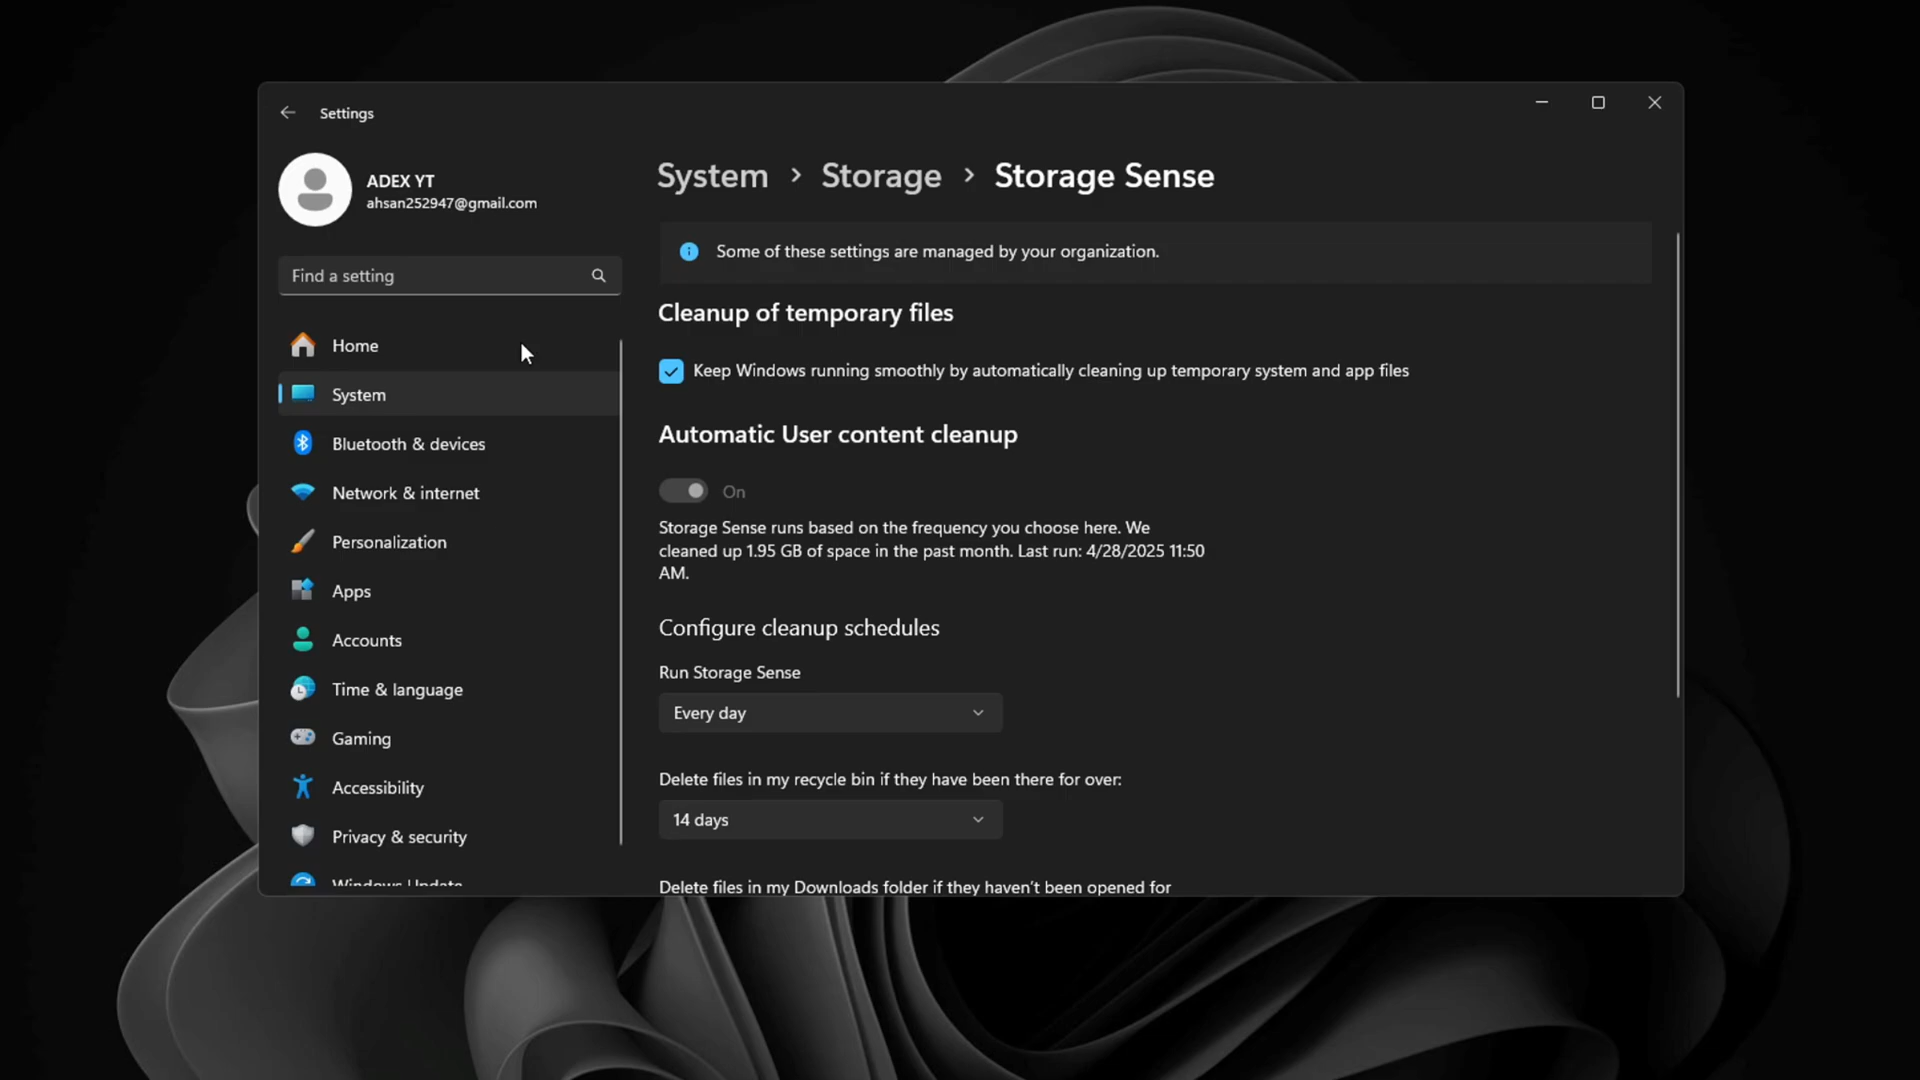 Settings
ADEX YT
ahsan252947@gmail.com
Find a setting
Home
System
Bluetooth & devices
Network & internet
Personalization
Apps
Accounts
Time & language
Gaming
Accessibility
Privacy & security
Windows Update
System > Storage > Storage Sense
Some of these settings are managed by your organization.
Cleanup of temporary files
Keep Windows running smoothly by automatically cleaning up temporary system and app files
Automatic User content cleanup
On
Storage Sense runs based on the frequency you choose here. We
cleaned up 1.95 GB of space in the past month. Last run: 4/28/2025 11:50
AM.
Configure cleanup schedules
Run Storage Sense
Every day
Delete files in my recycle bin if they have been there for over:
14 days
Delete files in my Downloads folder if they haven't been opened for